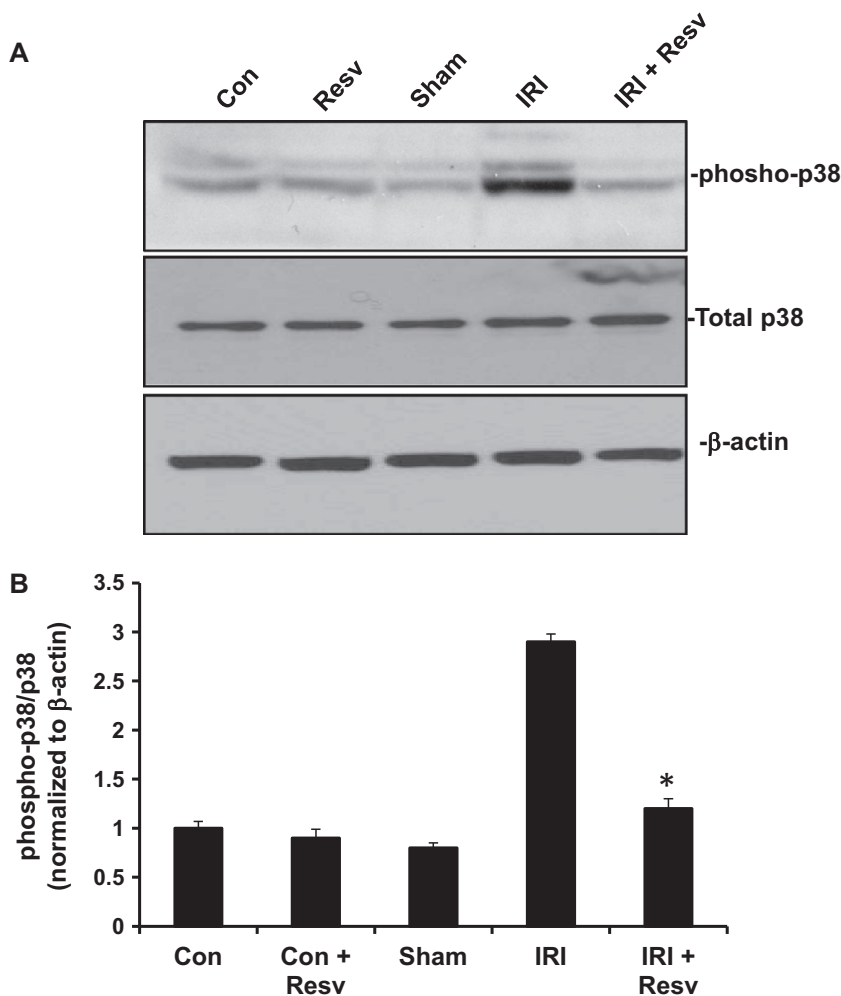 A
Con Resv Sham IRI IRI + Resv
-phosho-p38
-Total p38
-β-actin
B
phospho-p38/p38
(normalized to β-actin)
3.5
3
2.5
2
1.5
1
0.5
0
*
Con Con + Sham IRI IRI +
Resv Resv